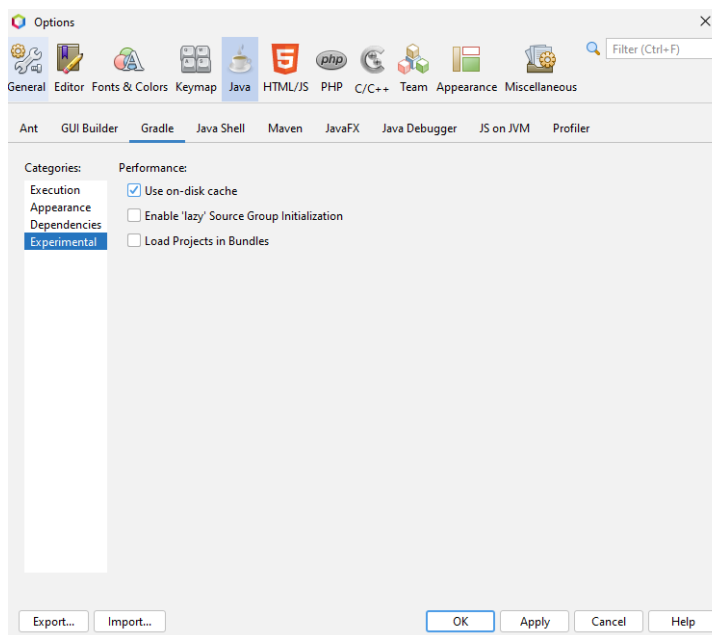 Options
Filter (Ctrl+F)
General Editor Fonts & Colors Keymap Java HTML/JS PHP C/C++ Team Appearance Miscellaneous
Ant GUI Builder Gradle Java Shell Maven JavaFX Java Debugger JS on JVM Profiler
Categories:
Execution
Appearance
Dependencies
Experimental
Performance:
Use on-disk cache
Enable 'lazy' Source Group Initialization
Load Projects in Bundles
Export... Import... OK Apply Cancel Help